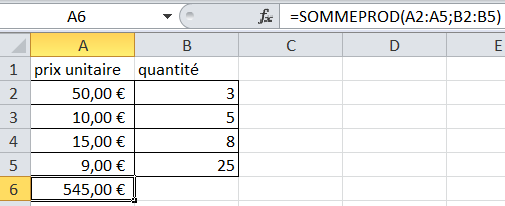 A6 fx =SOMMEPROD(A2:A5;B2:B5)
A B C D E
1 prix unitaire quantité
2 50,00 € 3
3 10,00 € 5
4 15,00 € 8
5 9,00 € 25
6 545,00 €